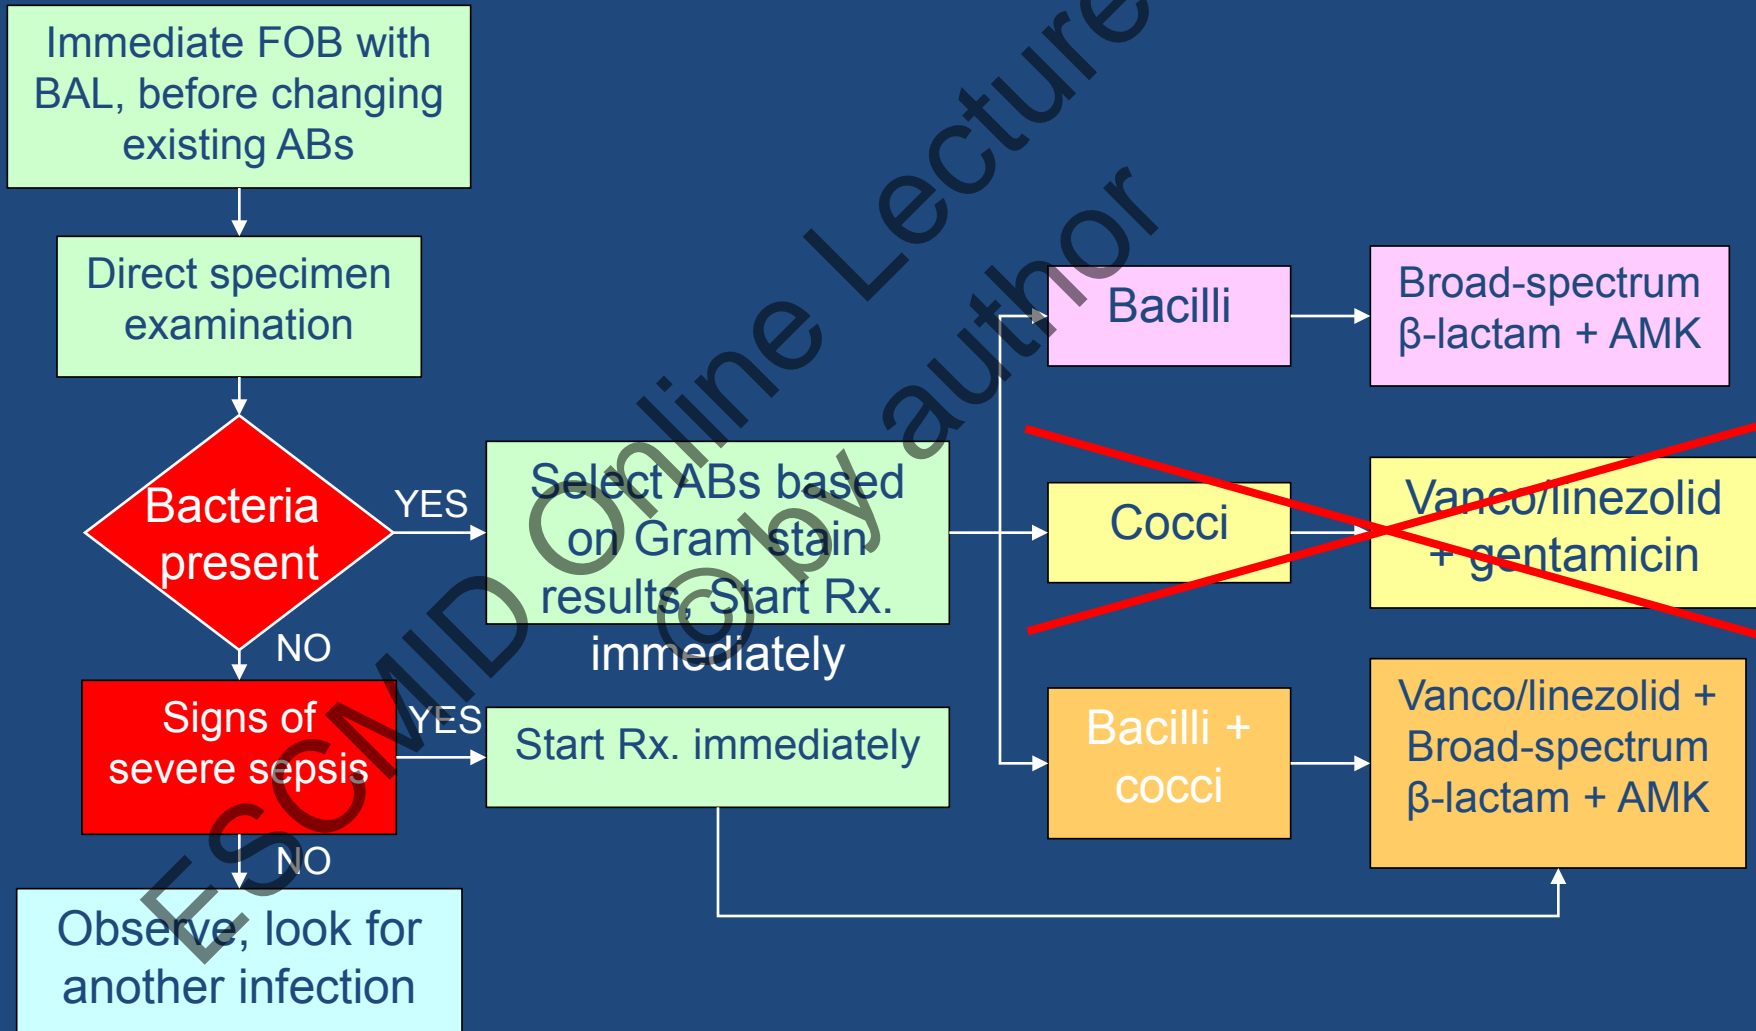 Immediate FOB with
BAL, before changing
existing ABs
Direct specimen
examination
Bacteria
present
YES
NO
Select ABs based
on Gram stain
results, Start Rx.
immediately
Signs of
severe sepsis
YES
NO
Start Rx. immediately
Observe, look for
another infection
Bacilli
Broad-spectrum
β-lactam + AMK
Cocci
Vanco/linezolid
+ gentamicin
Bacilli +
cocci
Vanco/linezolid +
Broad-spectrum
β-lactam + AMK
ESCMID Online Lecture
© by author